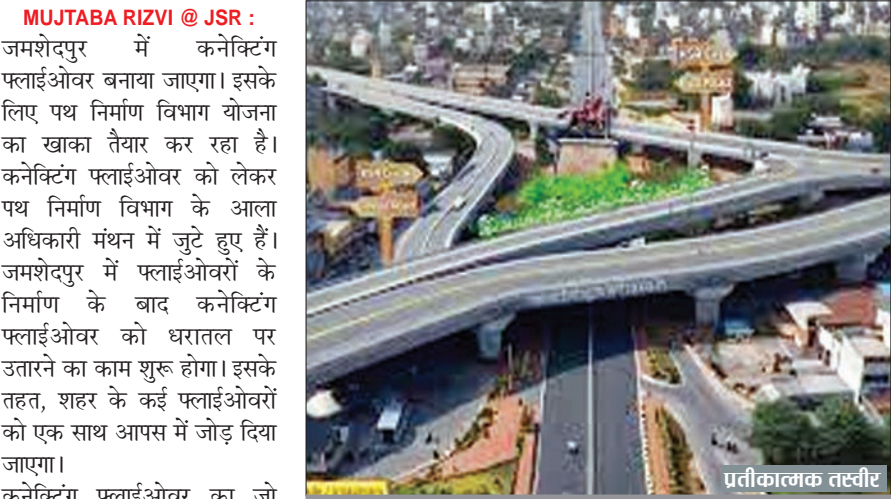 MUJTABA RIZVI @ JSR :
जमशेदपुर में कनेक्टिंग
फ्लाईओवर बनाया जाएगा। इसके
लिए पथ निर्माण विभाग योजना
का खाका तैयार कर रहा है।
कनेक्टिंग फ्लाईओवर को लेकर
पथ निर्माण विभाग के आला
अधिकारी मंथन में जुटे हुए हैं।
जमशेदपुर में फ्लाईओवरों के
निर्माण के बाद कनेक्टिंग
फ्लाईओवर को धरातल पर
उतारने का काम शुरू होगा। इसके
तहत, शहर के कई फ्लाईओवरों
को एक साथ आपस में जोड़ दिया
जाएगा।
कनेक्टिंग फ्लाईओवर का जो
प्रतीकात्मक तस्वीर